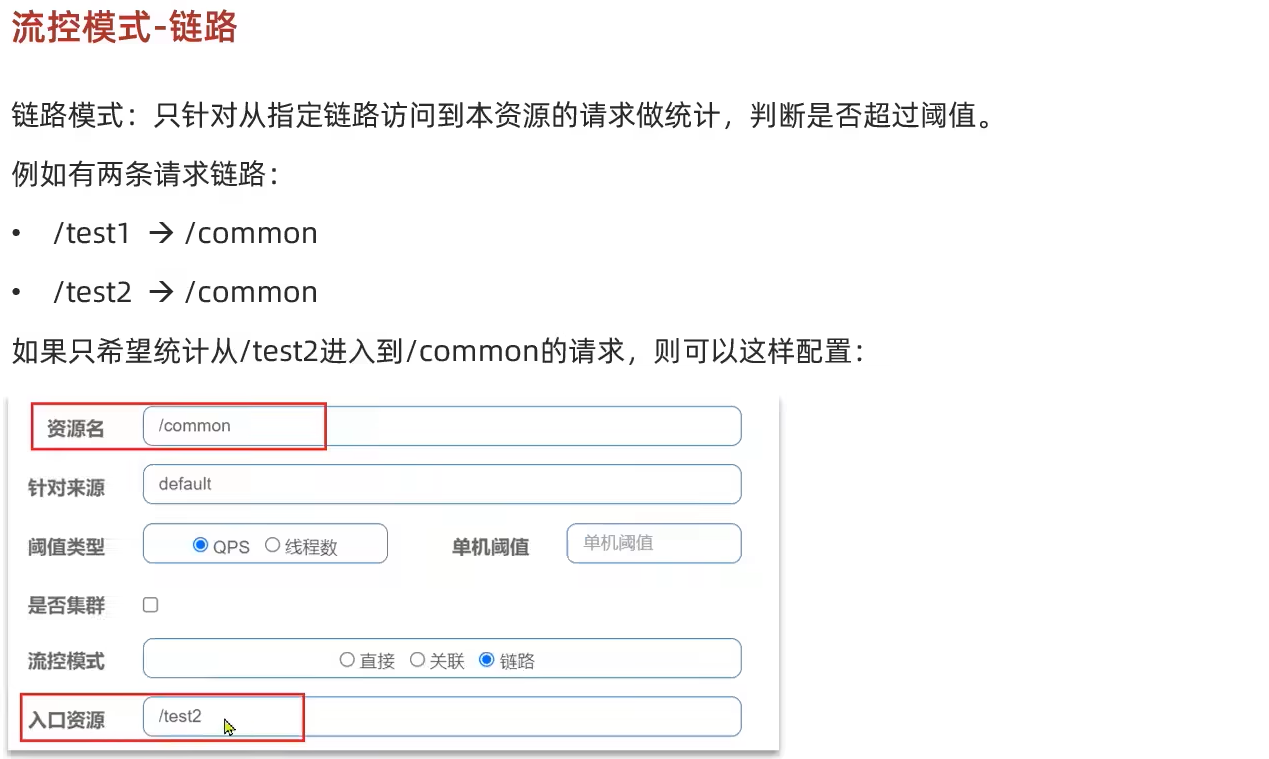 流控模式-链路
链路模式：只针对从指定链路访问到本资源的请求做统计，判断是否超过阈值。
例如有两条请求链路：
• /test1 → /common
• /test2 → /common
如果只希望统计从/test2进入到/common的请求，则可以这样配置：
资源名 /common
针对来源 default
阈值类型 QPS 线程数 单机阈值 单机阈值
是否集群
流控模式 直接 关联 链路
入口资源 /test2